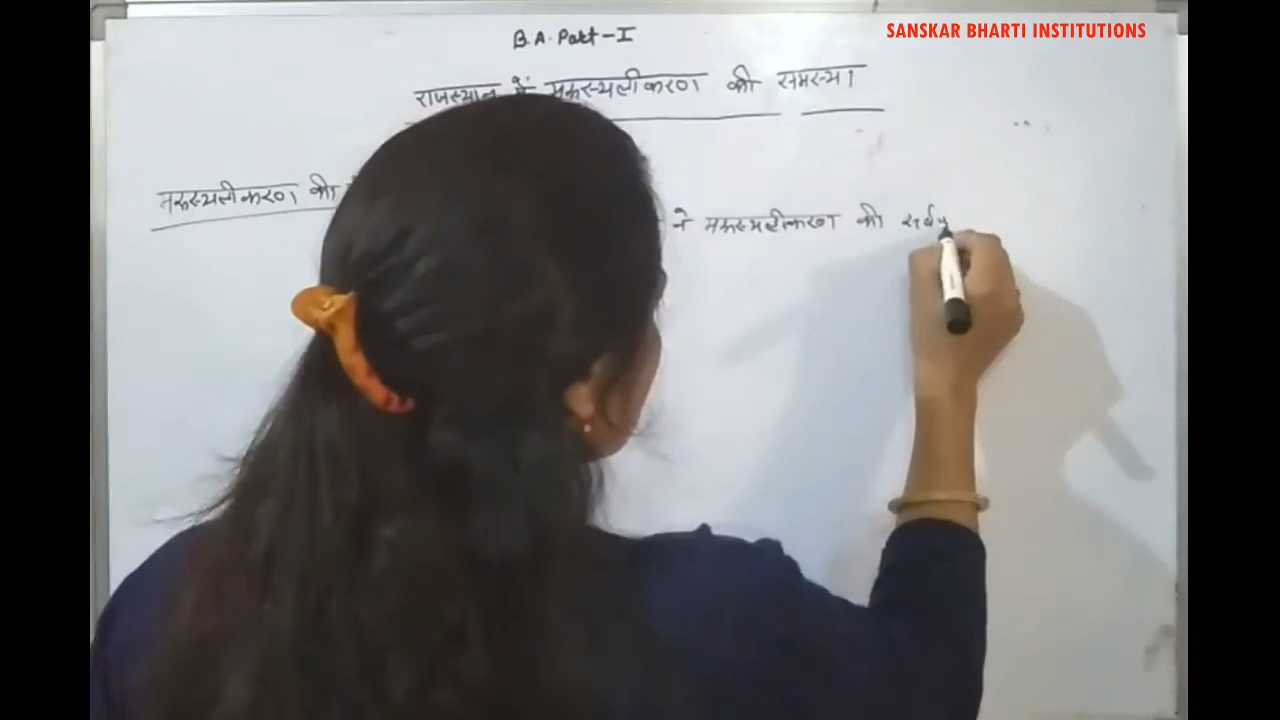 SANSKAR BHARTI INSTITUTIONS
B.A. Part-I
राजस्थान में मरुस्थलीकरण की समस्या
मरुस्थलीकरण की
ने मरुस्थलीकरण की